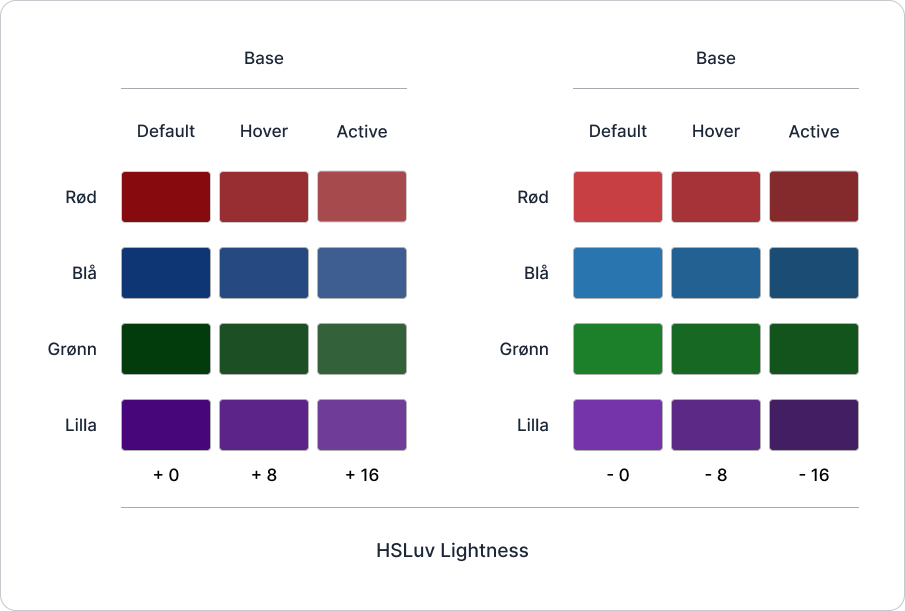 Base
Base
Default Hover Active
Default Hover Active
Rød
Rød
Blå
Blå
Grønn
Grønn
Lilla
Lilla
+ 0 + 8 + 16
- 0 - 8 - 16
HSLuv Lightness